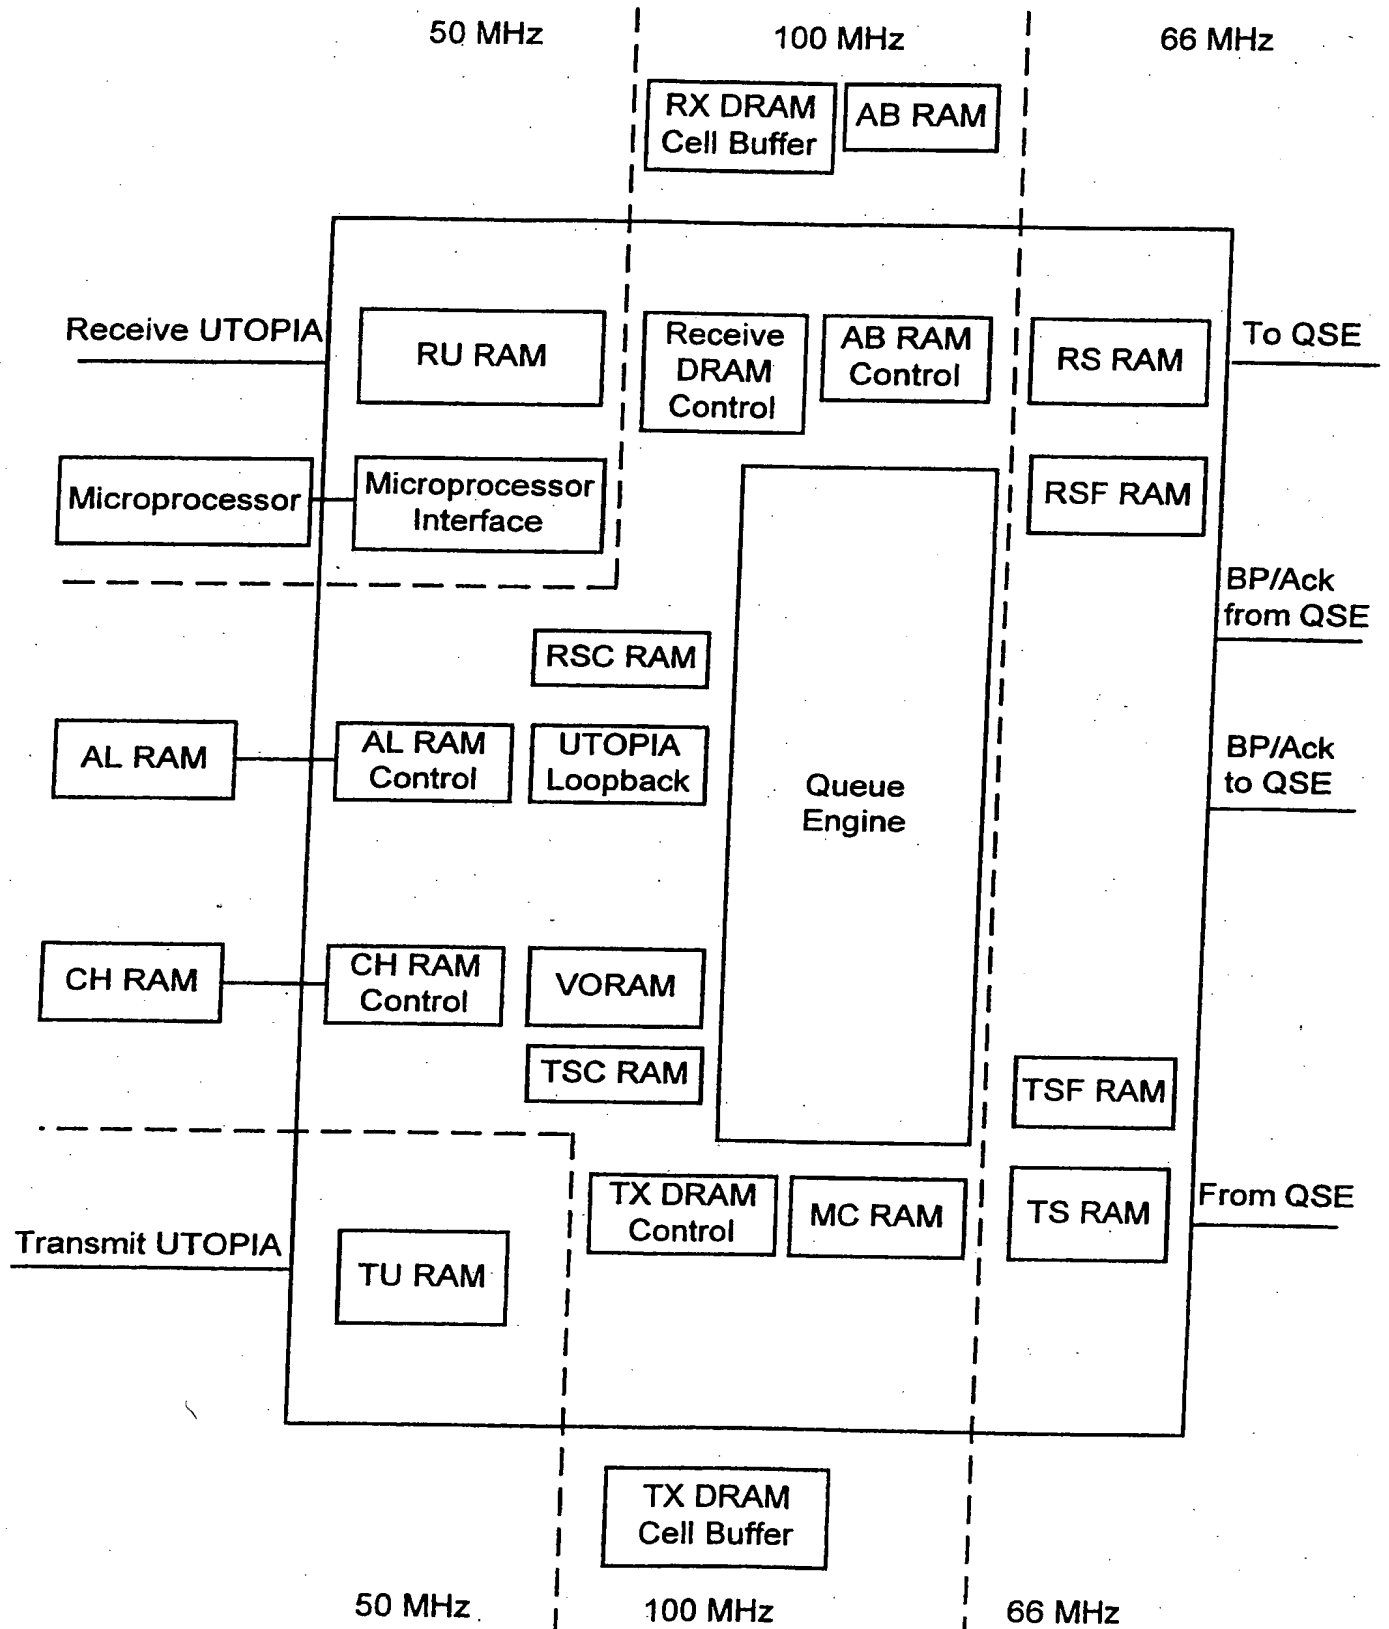 50 MHz
100 MHz
66 MHz
RX DRAM
Cell Buffer
AB RAM
Receive UTOPIA
RU RAM
Receive
DRAM
Control
AB RAM
Control
RS RAM
To QSE
Microprocessor
Microprocessor
Interface
RSF RAM
BP/Ack
from QSE
RSC RAM
AL RAM
AL RAM
Control
UTOPIA
Loopback
Queue
Engine
BP/Ack
to QSE
CH RAM
CH RAM
Control
VORAM
TSC RAM
TSF RAM
TX DRAM
Control
MC RAM
TS RAM
From QSE
Transmit UTOPIA
TU RAM
TX DRAM
Cell Buffer
50 MHz
100 MHz
66 MHz